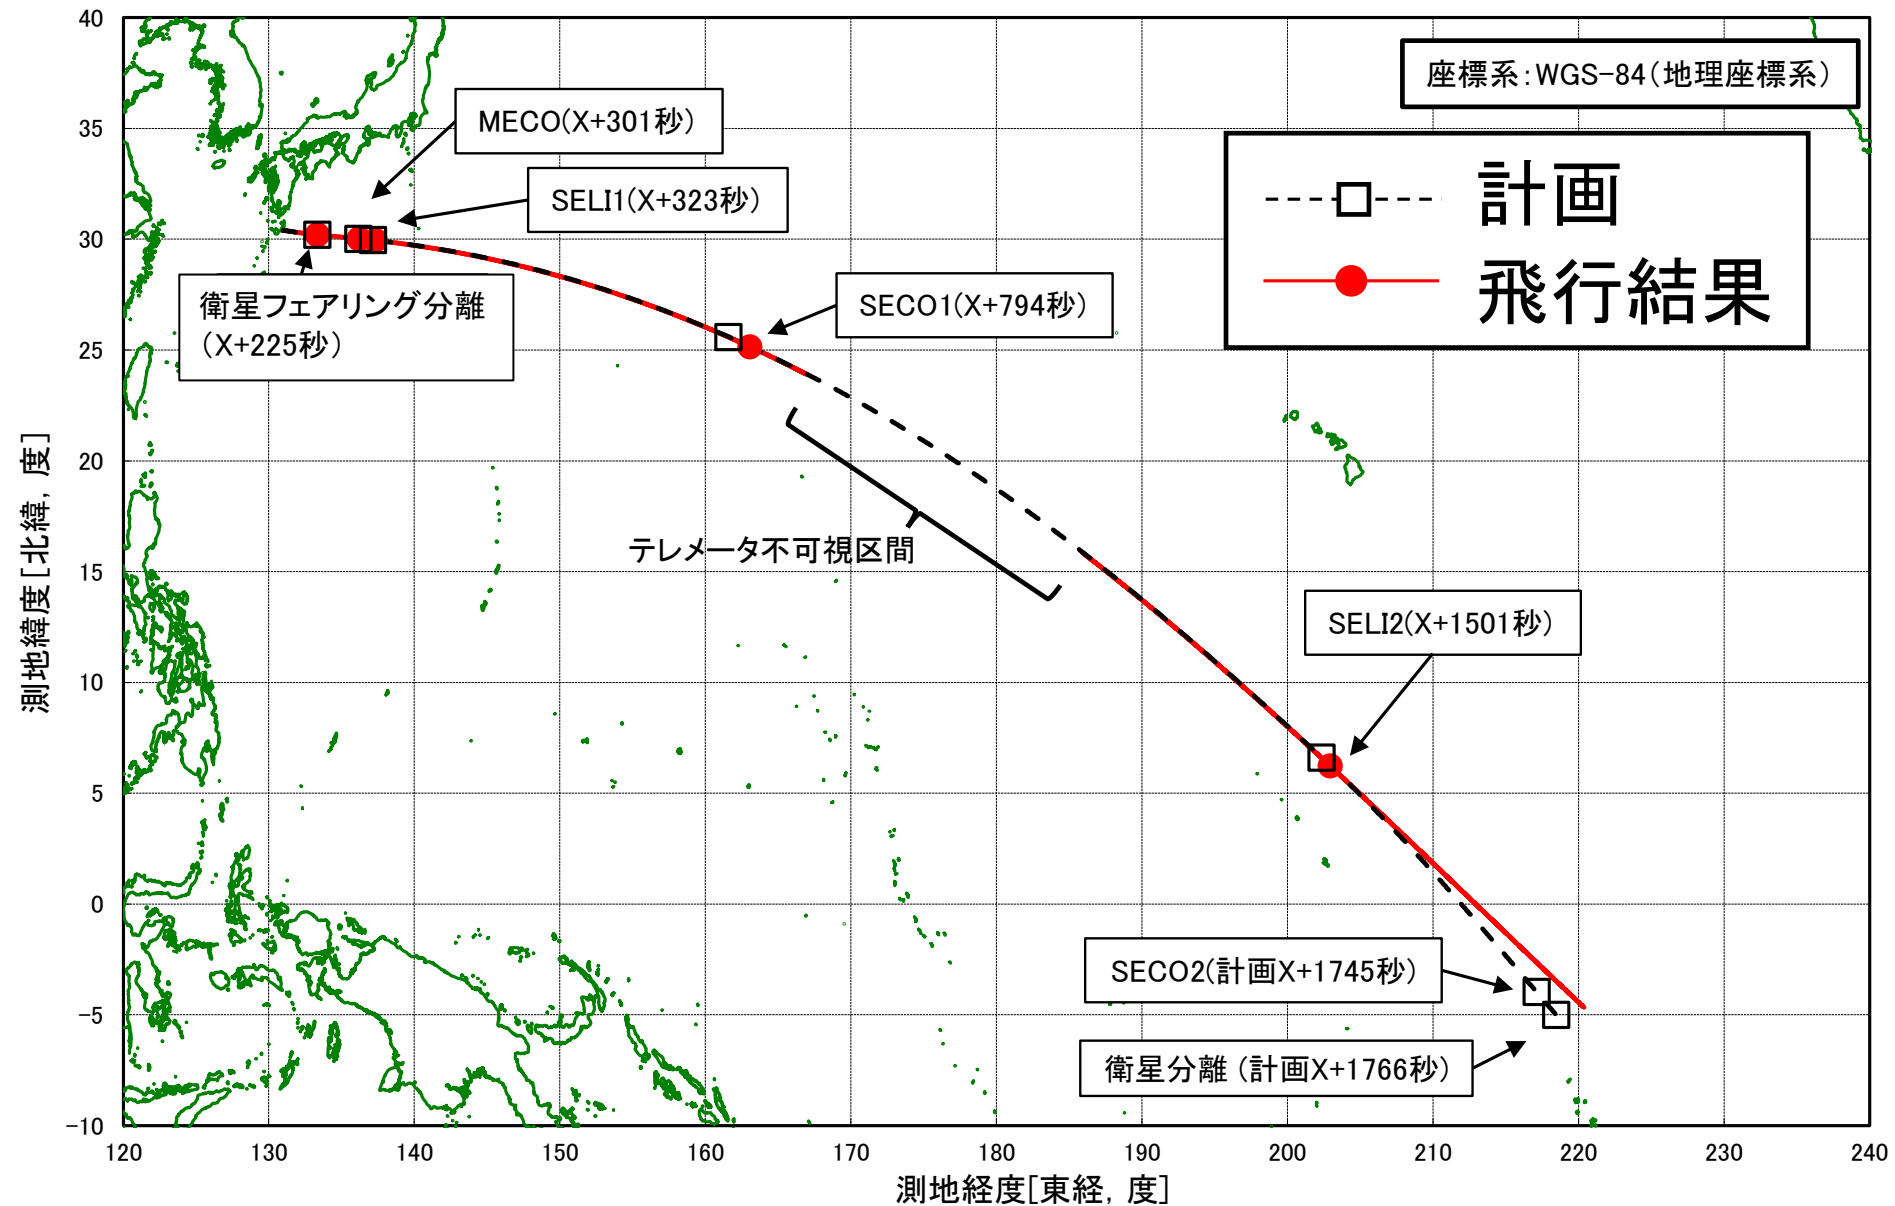 座標系:WGS-84(地理座標系)
計画
飛行結果
MECO(X+301秒)
SELI1(X+323秒)
衛星フェアリング分離
(X+225秒)
SECO1(X+794秒)
テレメータ不可視区間
SELI2(X+1501秒)
SECO2(計画X+1745秒)
衛星分離 (計画X+1766秒)
測地緯度[北緯, 度]
40
35
30
25
20
15
10
5
0
-5
-10
120 130 140 150 160 170 180 190 200 210 220 230 240
測地経度[東経, 度]